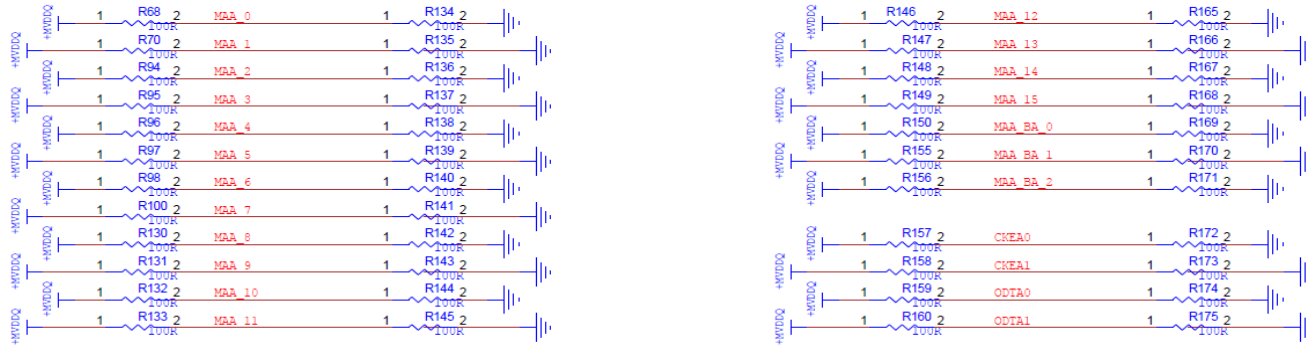 +MVDDQ 1 R68 2 100R MAA_0 1 R134 2 100R
+MVDDQ 1 R70 2 100R MAA_1 1 R135 2 100R
+MVDDQ 1 R94 2 100R MAA_2 1 R136 2 100R
+MVDDQ 1 R95 2 100R MAA_3 1 R137 2 100R
+MVDDQ 1 R96 2 100R MAA_4 1 R138 2 100R
+MVDDQ 1 R97 2 100R MAA_5 1 R139 2 100R
+MVDDQ 1 R98 2 100R MAA_6 1 R140 2 100R
+MVDDQ 1 R100 2 100R MAA_7 1 R141 2 100R
+MVDDQ 1 R130 2 100R MAA_8 1 R142 2 100R
+MVDDQ 1 R131 2 100R MAA_9 1 R143 2 100R
+MVDDQ 1 R132 2 100R MAA_10 1 R144 2 100R
+MVDDQ 1 R133 2 100R MAA_11 1 R145 2 100R
+MVDDQ 1 R146 2 100R MAA_12 1 R165 2 100R
+MVDDQ 1 R147 2 100R MAA_13 1 R166 2 100R
+MVDDQ 1 R148 2 100R MAA_14 1 R167 2 100R
+MVDDQ 1 R149 2 100R MAA_15 1 R168 2 100R
+MVDDQ 1 R150 2 100R MAA_BA_0 1 R169 2 100R
+MVDDQ 1 R155 2 100R MAA_BA_1 1 R170 2 100R
+MVDDQ 1 R156 2 100R MAA_BA_2 1 R171 2 100R
+MVDDQ 1 R157 2 100R CKEA0 1 R172 2 100R
+MVDDQ 1 R158 2 100R CKEA1 1 R173 2 100R
+MVDDQ 1 R159 2 100R ODTA0 1 R174 2 100R
+MVDDQ 1 R160 2 100R ODTA1 1 R175 2 100R